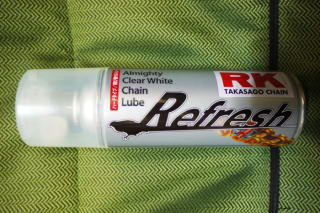 Almighty
Clear White
Chain
Lube
Refresh
RK
TAKASAGO CHAIN